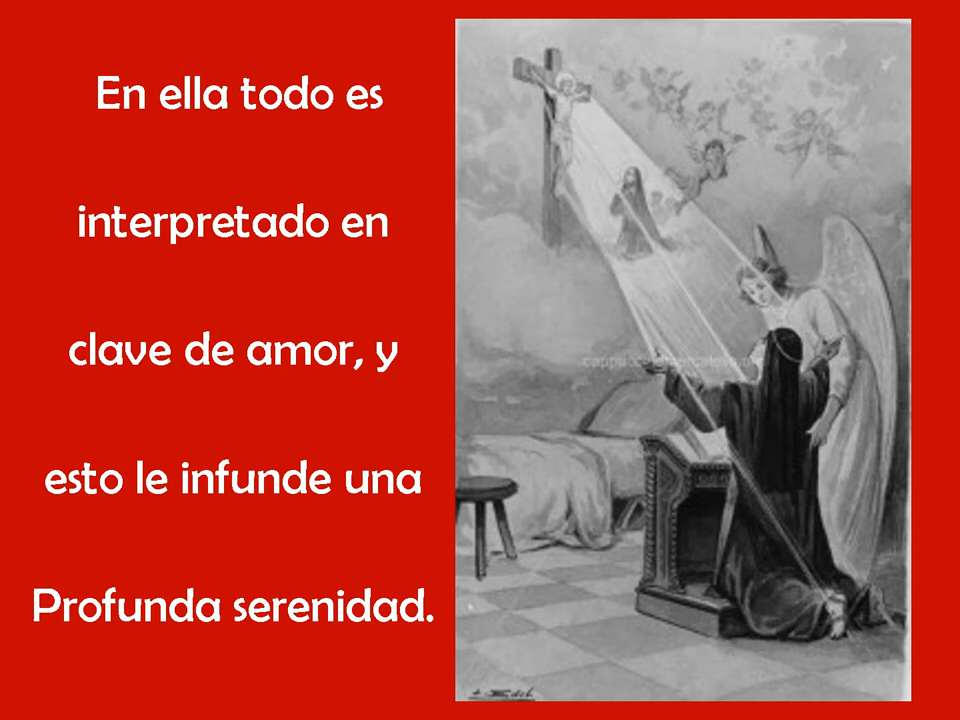 En ella todo es
interpretado en
clave de amor, y
esto le infunde una
Profunda serenidad.